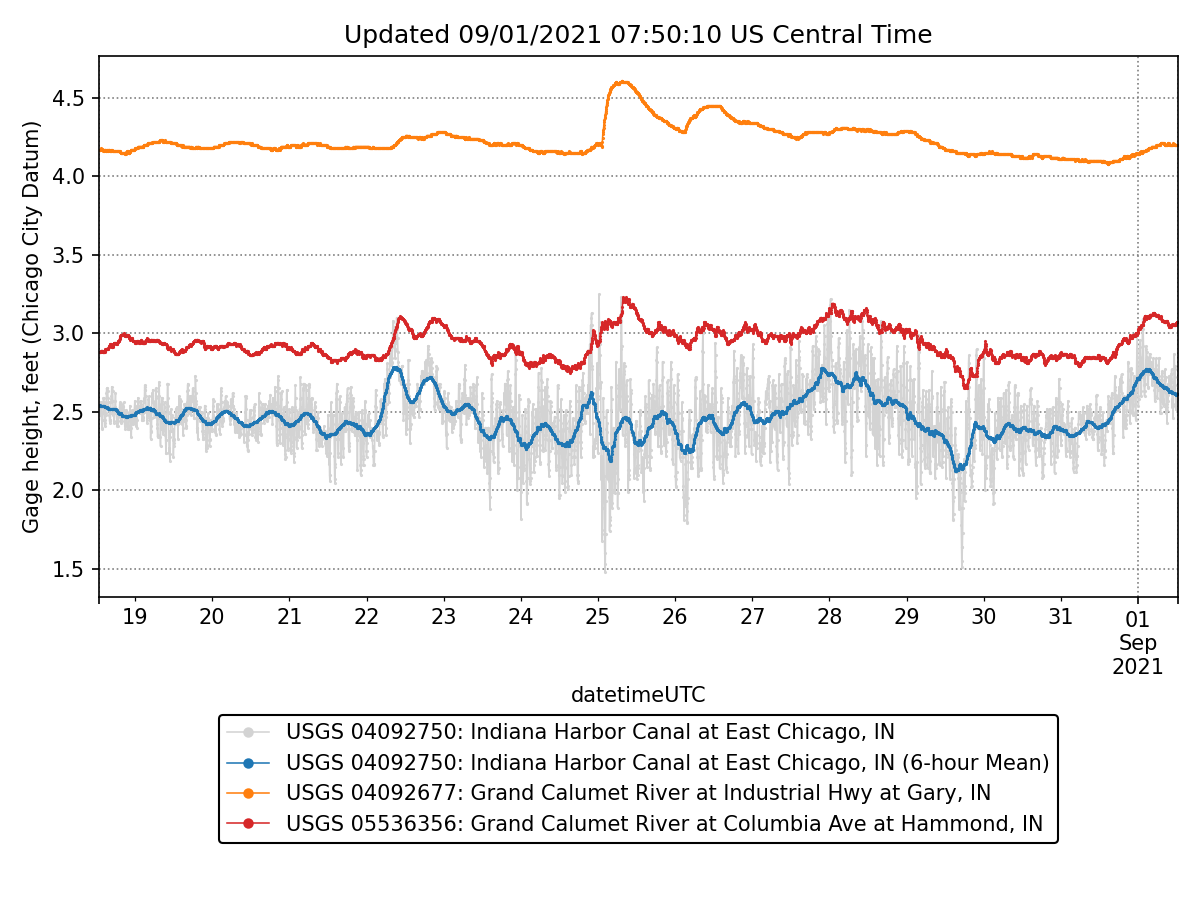 Updated 09/01/2021 07:50:10 US Central Time
Gage height, feet (Chicago City Datum)
4.5
4.0
3.5
3.0
2.5
2.0
1.5
19 20 21 22 23 24 25 26 27 28 29 30 31 01
Sep
2021
datetimeUTC
USGS 04092750: Indiana Harbor Canal at East Chicago, IN
USGS 04092750: Indiana Harbor Canal at East Chicago, IN (6-hour Mean)
USGS 04092677: Grand Calumet River at Industrial Hwy at Gary, IN
USGS 05536356: Grand Calumet River at Columbia Ave at Hammond, IN